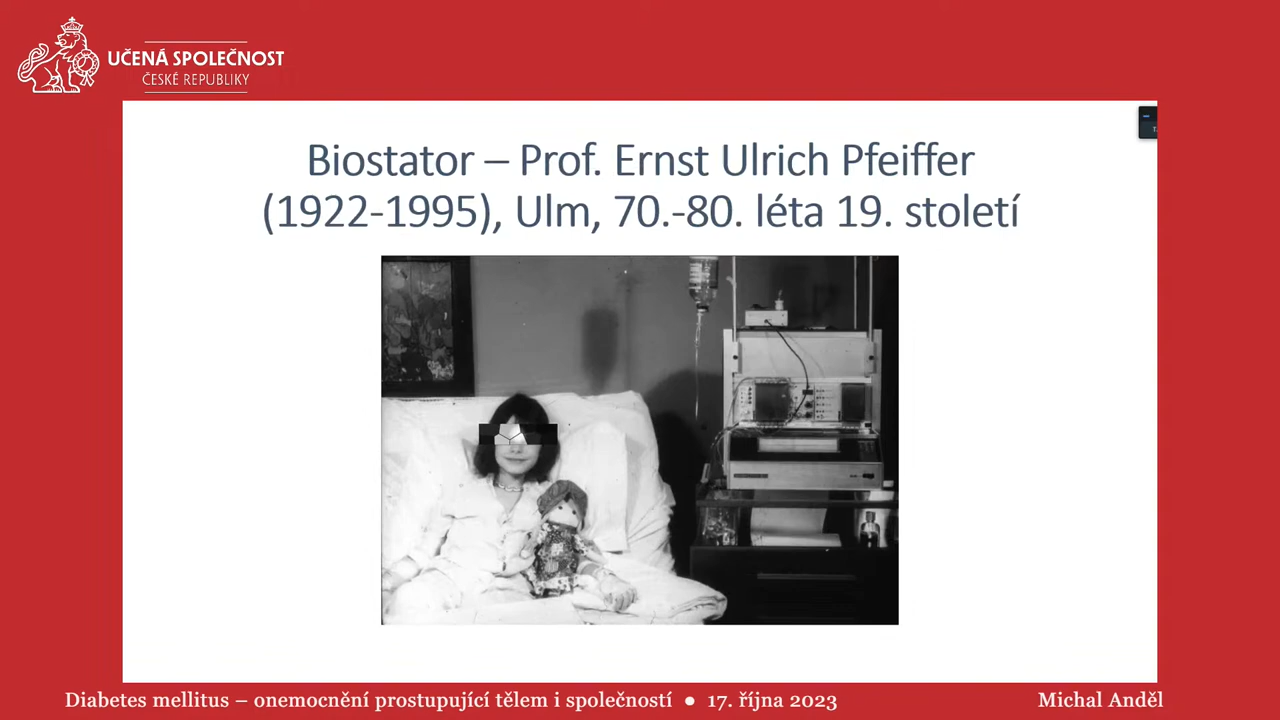 UČENÁ SPOLEČNOST
ČESKÉ REPUBLIKY
Biostator – Prof. Ernst Ulrich Pfeiffer
(1922-1995), Ulm, 70.-80. léta 19. století
Diabetes mellitus – onemocnění prostupující tělem i společností ● 17. října 2023
Michal Anděl